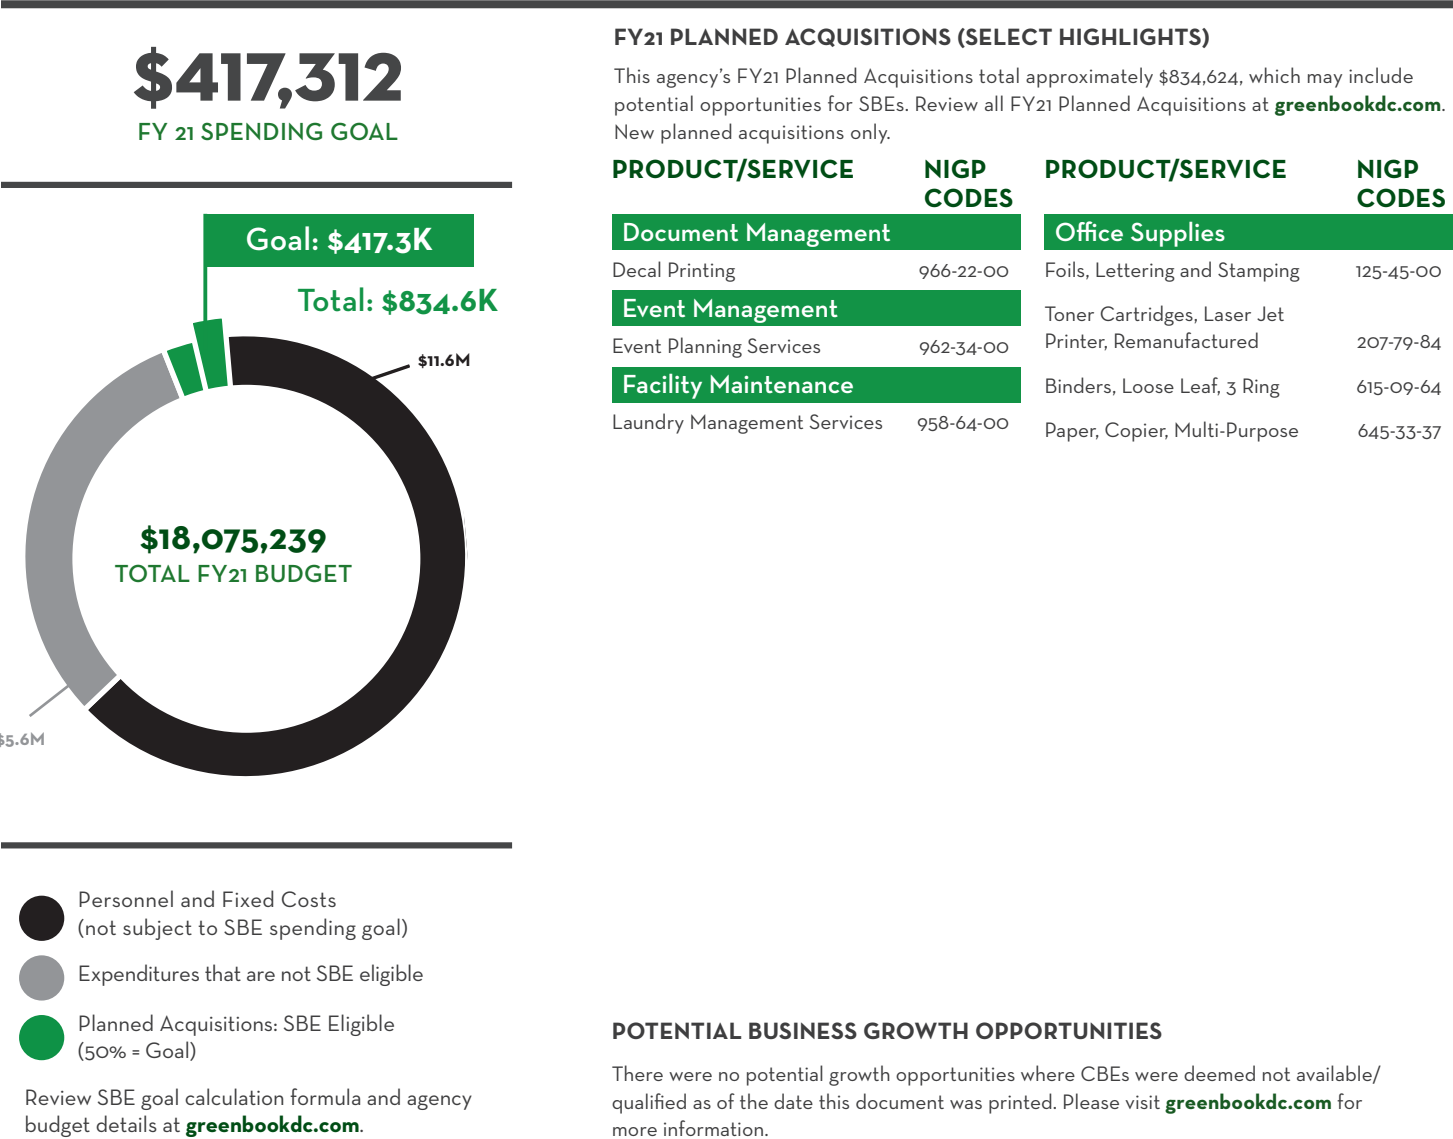 $417,312
FY 21 SPENDING GOAL
Goal: $417.3K
Total: $834.6K
$11.6M
$18,075,239
TOTAL FY21 BUDGET
$5.6M
Personnel and Fixed Costs
(not subject to SBE spending goal)
Expenditures that are not SBE eligible
Planned Acquisitions: SBE Eligible
(50% = Goal)
Review SBE goal calculation formula and agency
budget details at greenbookdc.com.
FY21 PLANNED ACQUISITIONS (SELECT HIGHLIGHTS)
This agency's FY21 Planned Acquisitions total approximately $834,624, which may include
potential opportunities for SBEs. Review all FY21 Planned Acquisitions at greenbookdc.com.
New planned acquisitions only.
PRODUCT/SERVICE NIGP
CODES
Document Management
Decal Printing 966-22-00
Event Management
Event Planning Services 962-34-00
Facility Maintenance
Laundry Management Services 958-64-00
PRODUCT/SERVICE NIGP
CODES
Office Supplies
Foils, Lettering and Stamping 125-45-00
Toner Cartridges, Laser Jet
Printer, Remanufactured 207-79-84
Binders, Loose Leaf, 3 Ring 615-09-64
Paper, Copier, Multi-Purpose 645-33-37
POTENTIAL BUSINESS GROWTH OPPORTUNITIES
There were no potential growth opportunities where CBEs were deemed not available/
qualified as of the date this document was printed. Please visit greenbookdc.com for
more information.